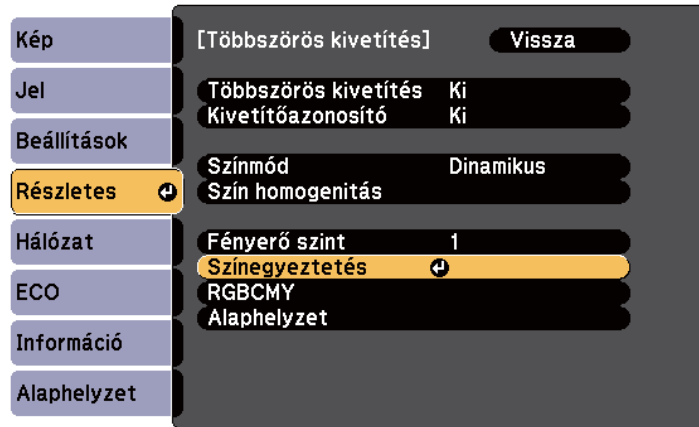 Kép
Jel
Beállítások
Részletes
Hálózat
ECO
Információ
Alaphelyzet
[Többszörös kivetítés] Vissza
Többszörös kivetítés Ki
Kivetítőazonosító Ki
Színmód Dinamikus
Szín homogenitás
Fényerő szint 1
Színegyeztetés
RGBCMY
Alaphelyzet